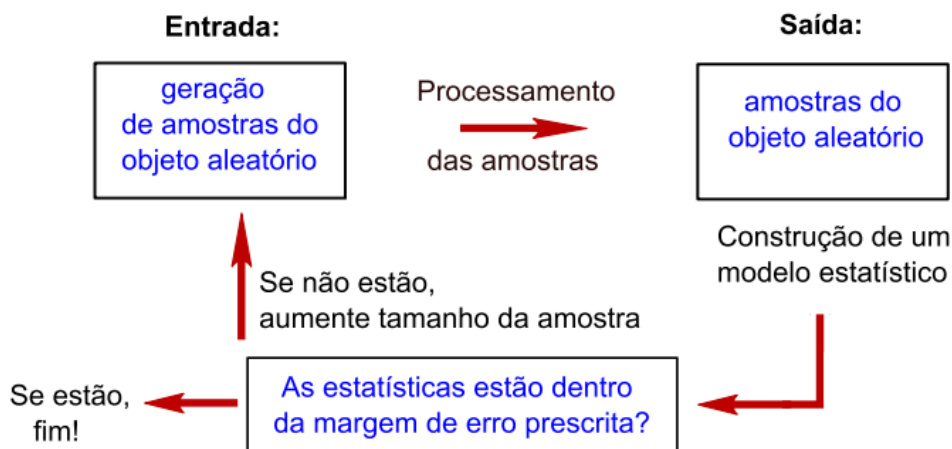 Entrada:
Saída:
geração
de amostras do
objeto aleatório
Processamento
das amostras
amostras do
objeto aleatório
Construção de um
modelo estatístico
Se não estão,
aumente tamanho da amostra
As estatísticas estão dentro
da margem de erro prescrita?
Se estão,
fim!